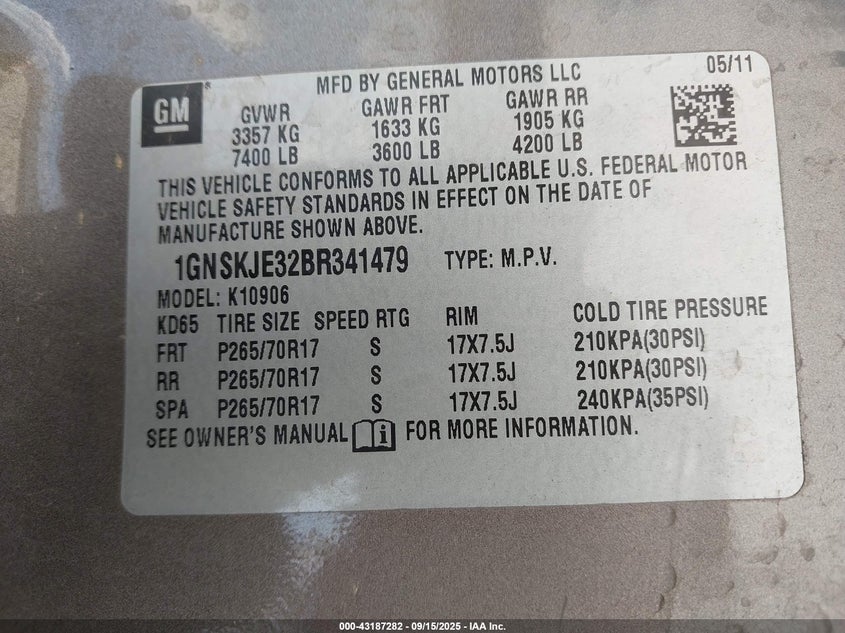 MFD BY GENERAL MOTORS LLC 05/11
GM
GVWR GAWR FRT GAWR RR
3357 KG 1633 KG 1905 KG
7400 LB 3600 LB 4200 LB
THIS VEHICLE CONFORMS TO ALL APPLICABLE U.S. FEDERAL MOTOR
VEHICLE SAFETY STANDARDS IN EFFECT ON THE DATE OF
MANUFACTURE SHOWN ABOVE.
1GNSKJE32BR341479 TYPE: M.P.V.
MODEL: K10906
KD65 TIRE SIZE SPEED RTG RIM COLD TIRE PRESSURE
FRT P265/70R17 S 17X7.5J 210KPA(30PSI)
RR P265/70R17 S 17X7.5J 210KPA(30PSI)
SPA P265/70R17 S 17X7.5J 240KPA(35PSI)
SEE OWNER'S MANUAL i FOR MORE INFORMATION.
000-43187282 - 09/15/2025 - IAA Inc.